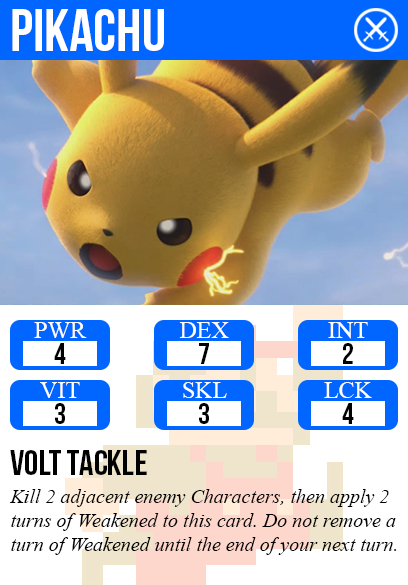 PIKACHU
PWR DEX INT
4 7 2
VIT SKL LCK
3 3 4
VOLT TACKLE
Kill 2 adjacent enemy Characters, then apply 2
turns of Weakened to this card. Do not remove a
turn of Weakened until the end of your next turn.